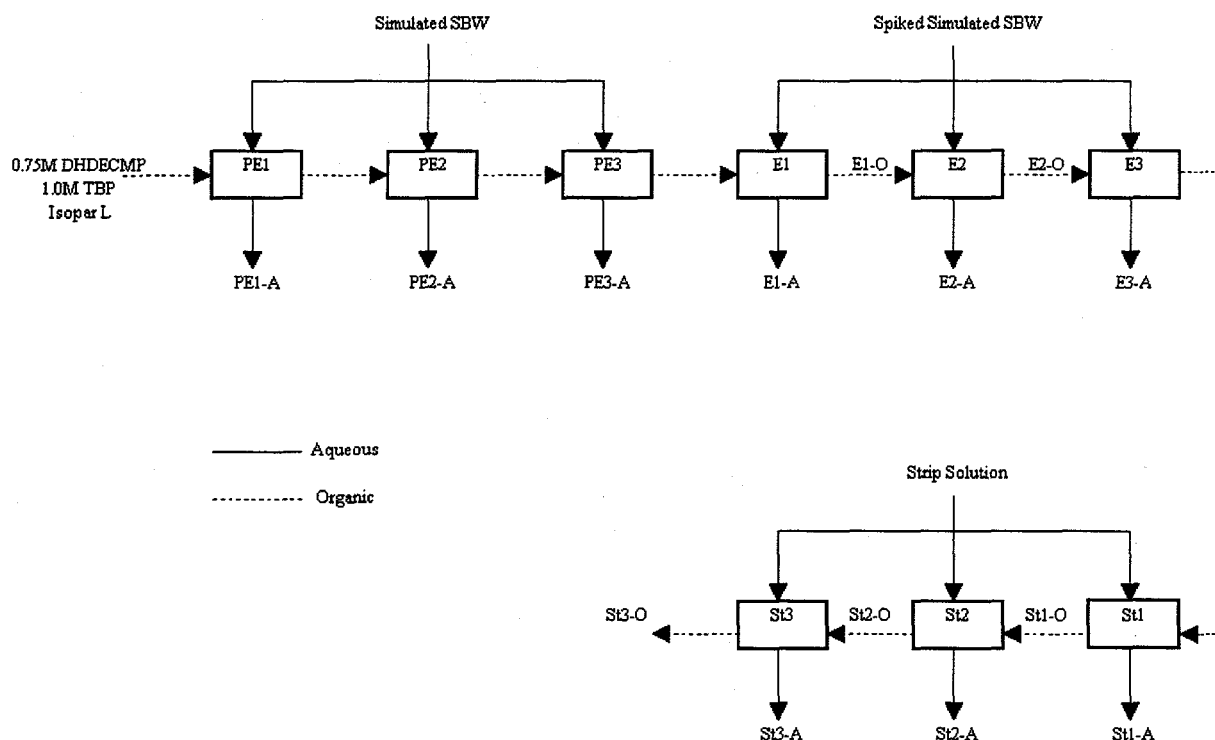 Simulated SBW
Spiked Simulated SBW
0.75M DHDECMP
1.0M TBP
Isopar L
PE1
PE2
PE3
E1
E1-O
E2
E2-O
E3
PE1-A
PE2-A
PE3-A
E1-A
E2-A
E3-A
Aqueous
Organic
Strip Solution
St3-O
St3
St2-O
St2
St1-O
St1
St3-A
St2-A
St1-A